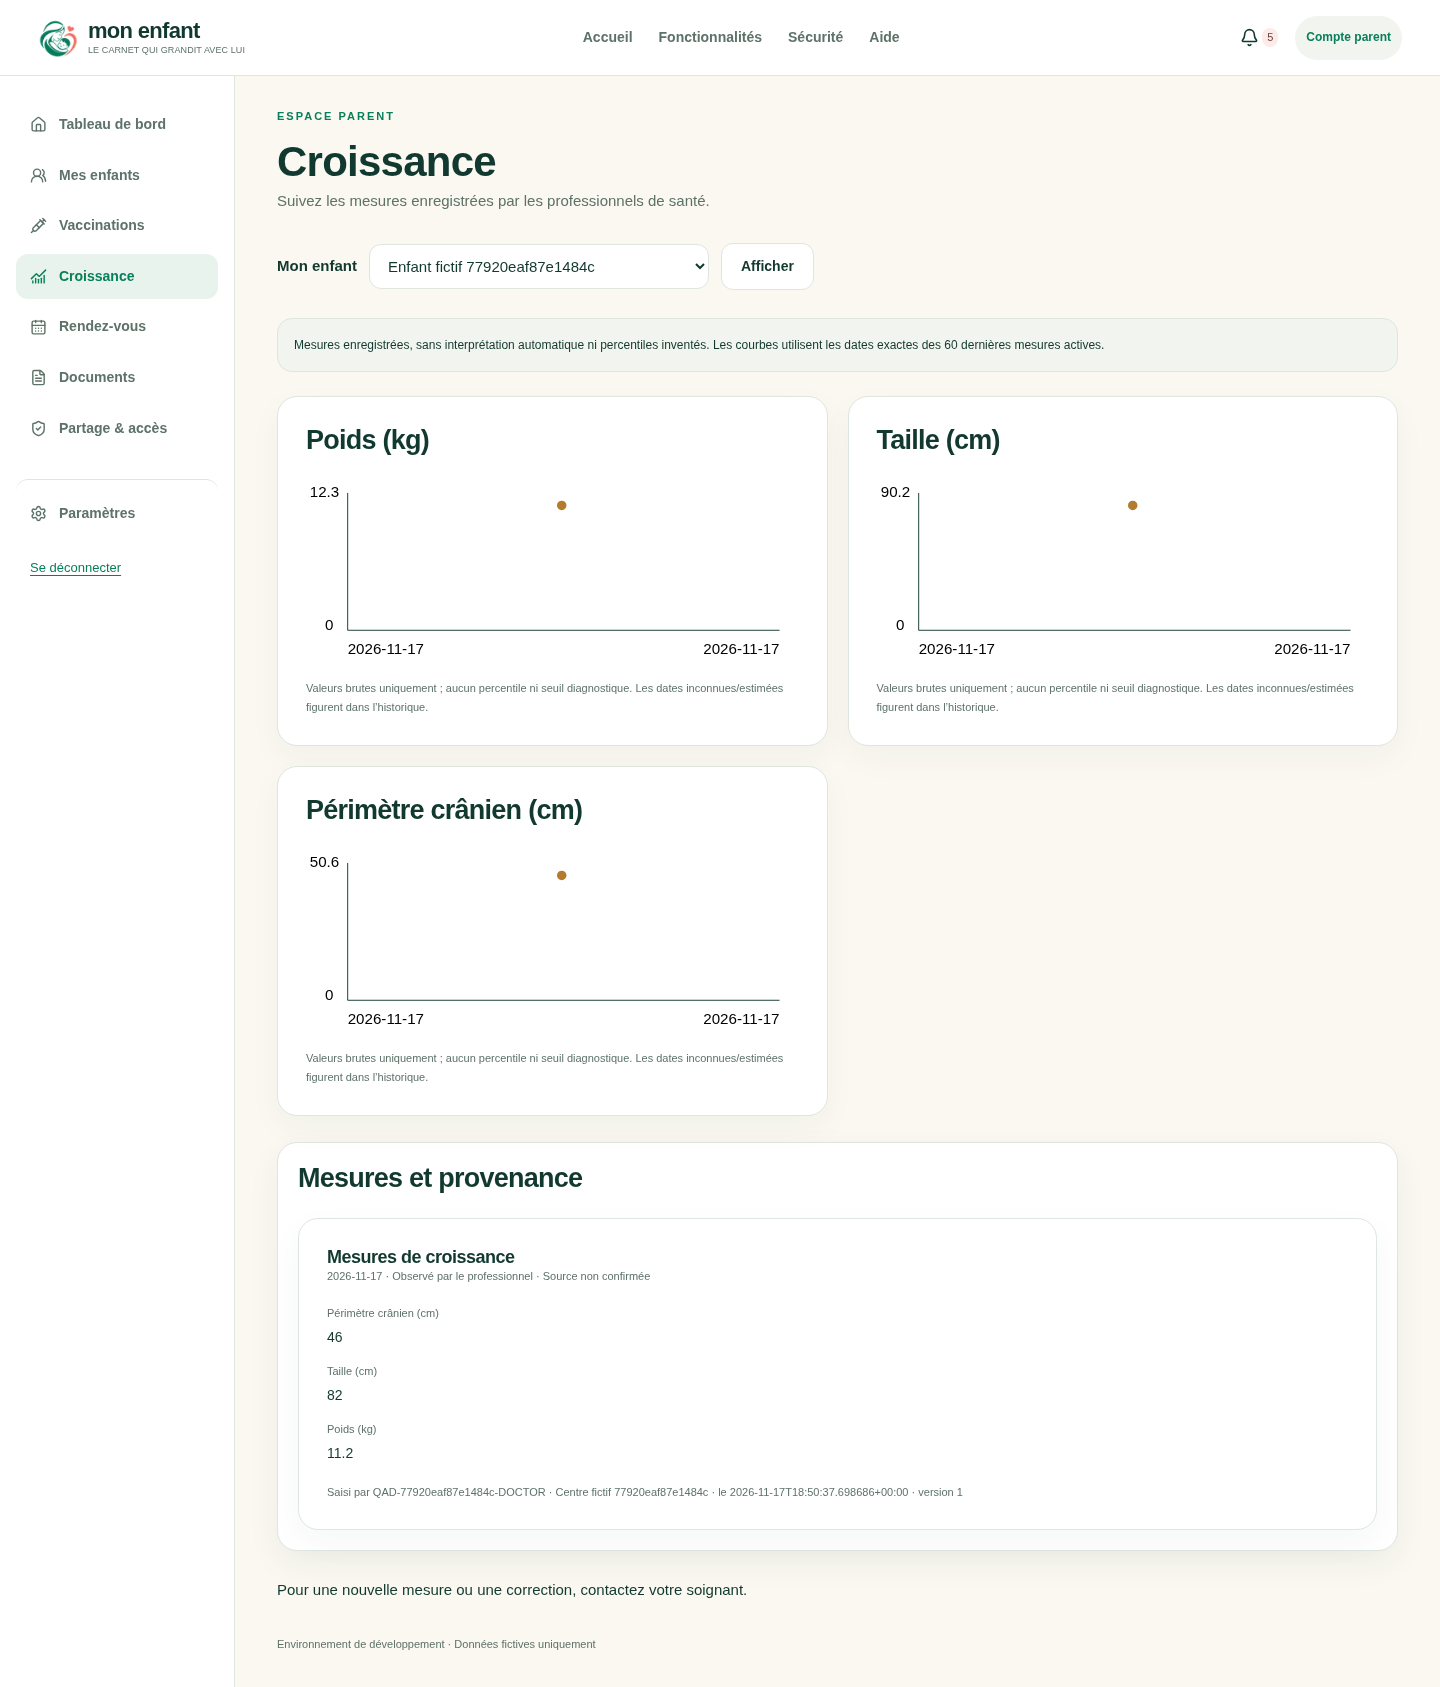 mon enfant
LE CARNET QUI GRANDIT AVEC LUI
Accueil
Fonctionnalités
Sécurité
Aide
5
Compte parent
Tableau de bord
Mes enfants
Vaccinations
Croissance
Rendez-vous
Documents
Partage & accès
Paramètres
Se déconnecter
ESPACE PARENT
Croissance
Suivez les mesures enregistrées par les professionnels de santé.
Mon enfant
Enfant fictif 77920eaf87e1484c
Afficher
Mesures enregistrées, sans interprétation automatique ni percentiles inventés. Les courbes utilisent les dates exactes des 60 dernières mesures actives.
Poids (kg)
12.3
0
2026-11-17
2026-11-17
Valeurs brutes uniquement ; aucun percentile ni seuil diagnostique. Les dates inconnues/estimées
figurent dans l’historique.
Taille (cm)
90.2
0
2026-11-17
2026-11-17
Valeurs brutes uniquement ; aucun percentile ni seuil diagnostique. Les dates inconnues/estimées
figurent dans l’historique.
Périmètre crânien (cm)
50.6
0
2026-11-17
2026-11-17
Valeurs brutes uniquement ; aucun percentile ni seuil diagnostique. Les dates inconnues/estimées
figurent dans l’historique.
Mesures et provenance
Mesures de croissance
2026-11-17 · Observé par le professionnel · Source non confirmée
Périmètre crânien (cm)
46
Taille (cm)
82
Poids (kg)
11.2
Saisi par QAD-77920eaf87e1484c-DOCTOR · Centre fictif 77920eaf87e1484c · le 2026-11-17T18:50:37.698686+00:00 · version 1
Pour une nouvelle mesure ou une correction, contactez votre soignant.
Environnement de développement · Données fictives uniquement